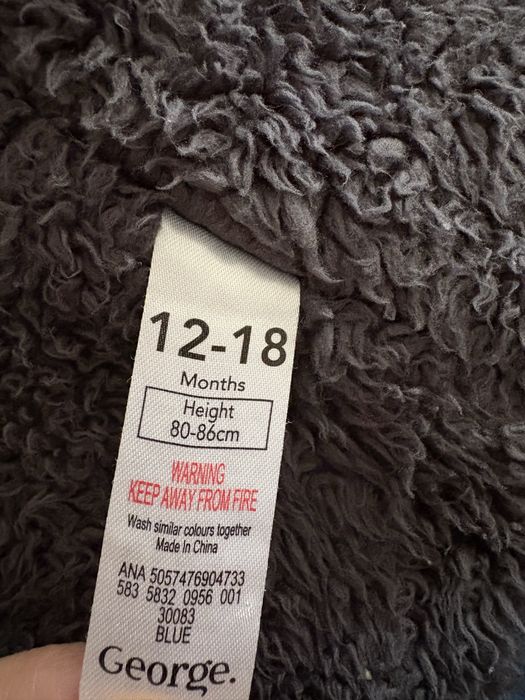 12-18
Months
Height
80-86cm
WARNING
KEEP AWAY FROM FIRE
Wash similar colours together
Made In China
ANA 5057476904733
583 5832 0956 001
30083
BLUE
George.